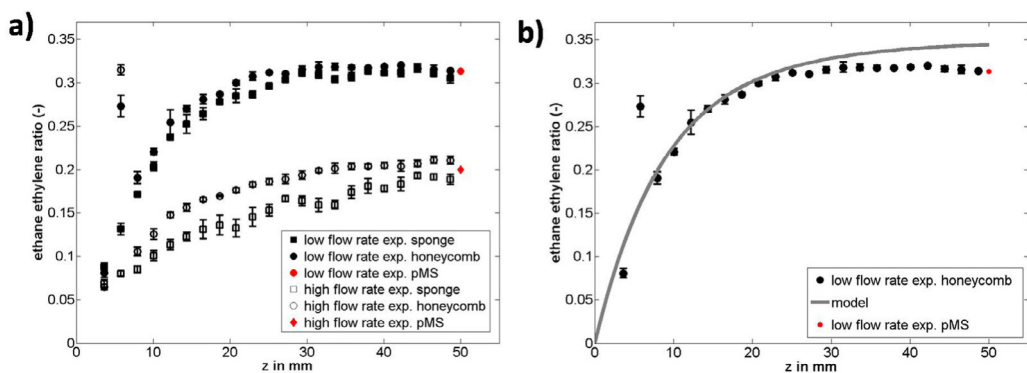 a)
ethane ethylene ratio (-)
0.35
0.3
0.25
0.2
0.15
0.1
0.05
0
0 10 20 30 40 50 60
z in mm
low flow rate exp. sponge
low flow rate exp. honeycomb
low flow rate exp. pMS
high flow rate exp. sponge
high flow rate exp. honeycomb
high flow rate exp. pMS
b)
ethane ethylene ratio (-)
0.35
0.3
0.25
0.2
0.15
0.1
0.05
0
0 10 20 30 40 50 60
z in mm
low flow rate exp. honeycomb
model
low flow rate exp. pMS